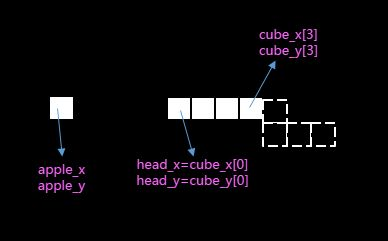 cube_x[3]
cube_y[3]
apple_x
apple_y
head_x=cube_x[0]
head_y=cube_y[0]